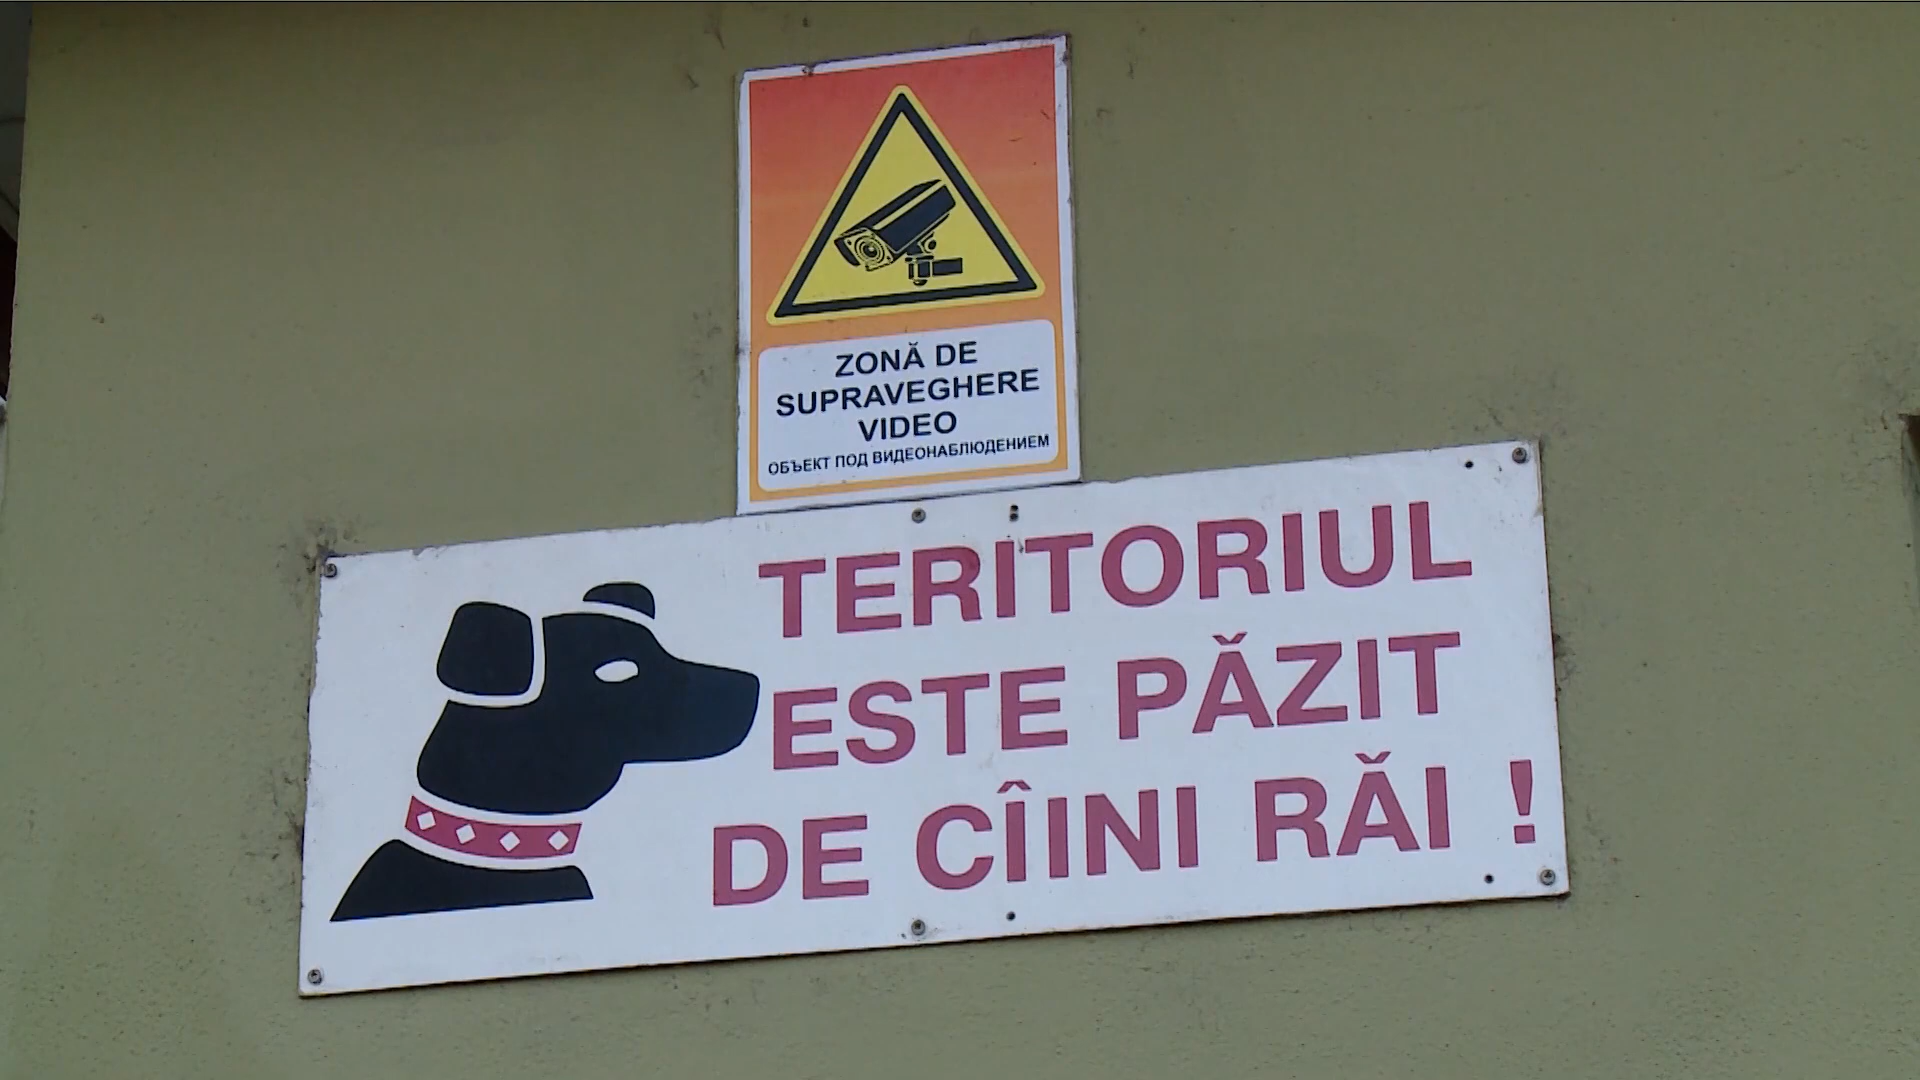 ZONĂ DE
SUPRAVEGHERE
VIDEO
ОБЪЕКТ ПОД ВИДЕОНАБЛЮДЕНИЕМ
TERITORIUL
ESTE PĂZIT
DE CÎINI RĂI !